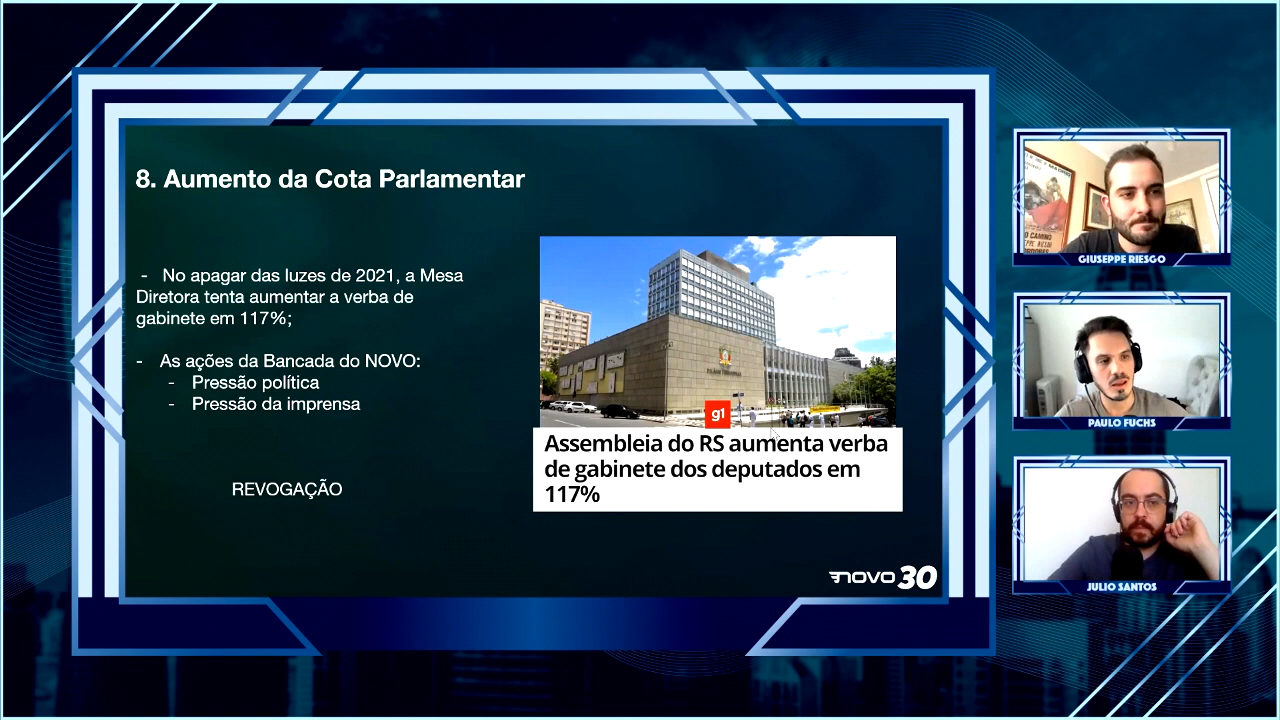 8. Aumento da Cota Parlamentar
- No apagar das luzes de 2021, a Mesa
Diretora tenta aumentar a verba de
gabinete em 117%;
- As ações da Bancada do NOVO:
- Pressão política
- Pressão da imprensa
REVOGAÇÃO
g1
Assembleia do RS aumenta verba
de gabinete dos deputados em
117%
NOVO 30
GIUSEPPE RIESGO
PAULO FUCHS
JULIO SANTOS